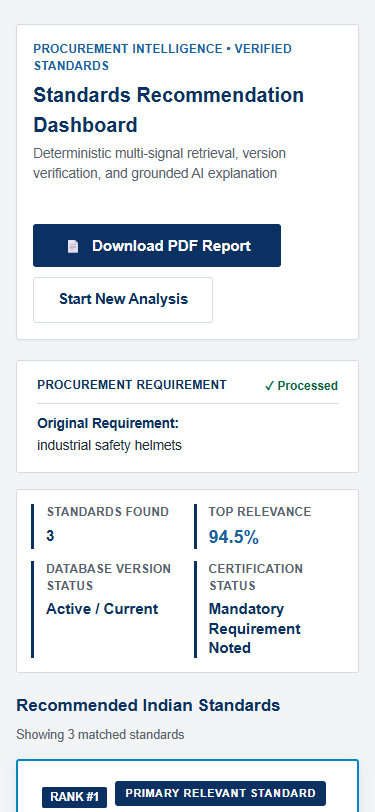 PROCUREMENT INTELLIGENCE • VERIFIED
STANDARDS
Standards Recommendation
Dashboard
Deterministic multi-signal retrieval, version
verification, and grounded AI explanation
Download PDF Report
Start New Analysis
PROCUREMENT REQUIREMENT
✓ Processed
Original Requirement:
industrial safety helmets
STANDARDS FOUND
3
TOP RELEVANCE
94.5%
DATABASE VERSION
STATUS
Active / Current
CERTIFICATION
STATUS
Mandatory
Requirement
Noted
Recommended Indian Standards
Showing 3 matched standards
RANK #1
PRIMARY RELEVANT STANDARD